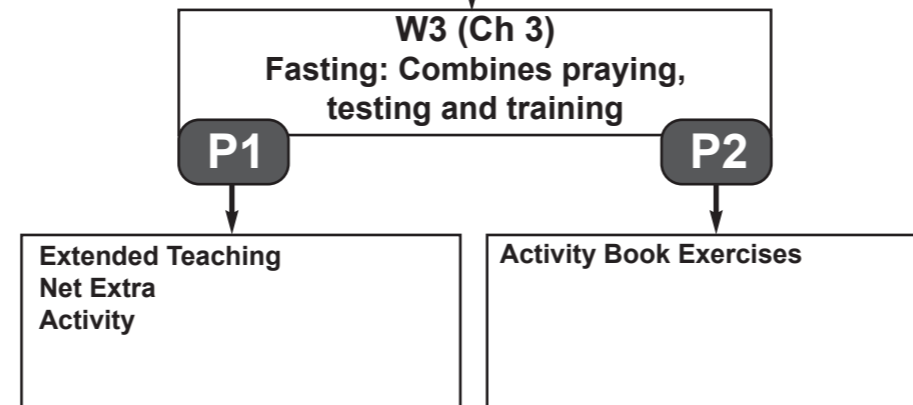 W3 (Ch 3)
Fasting: Combines praying,
testing and training
P1
P2
Extended Teaching
Net Extra
Activity
Activity Book Exercises